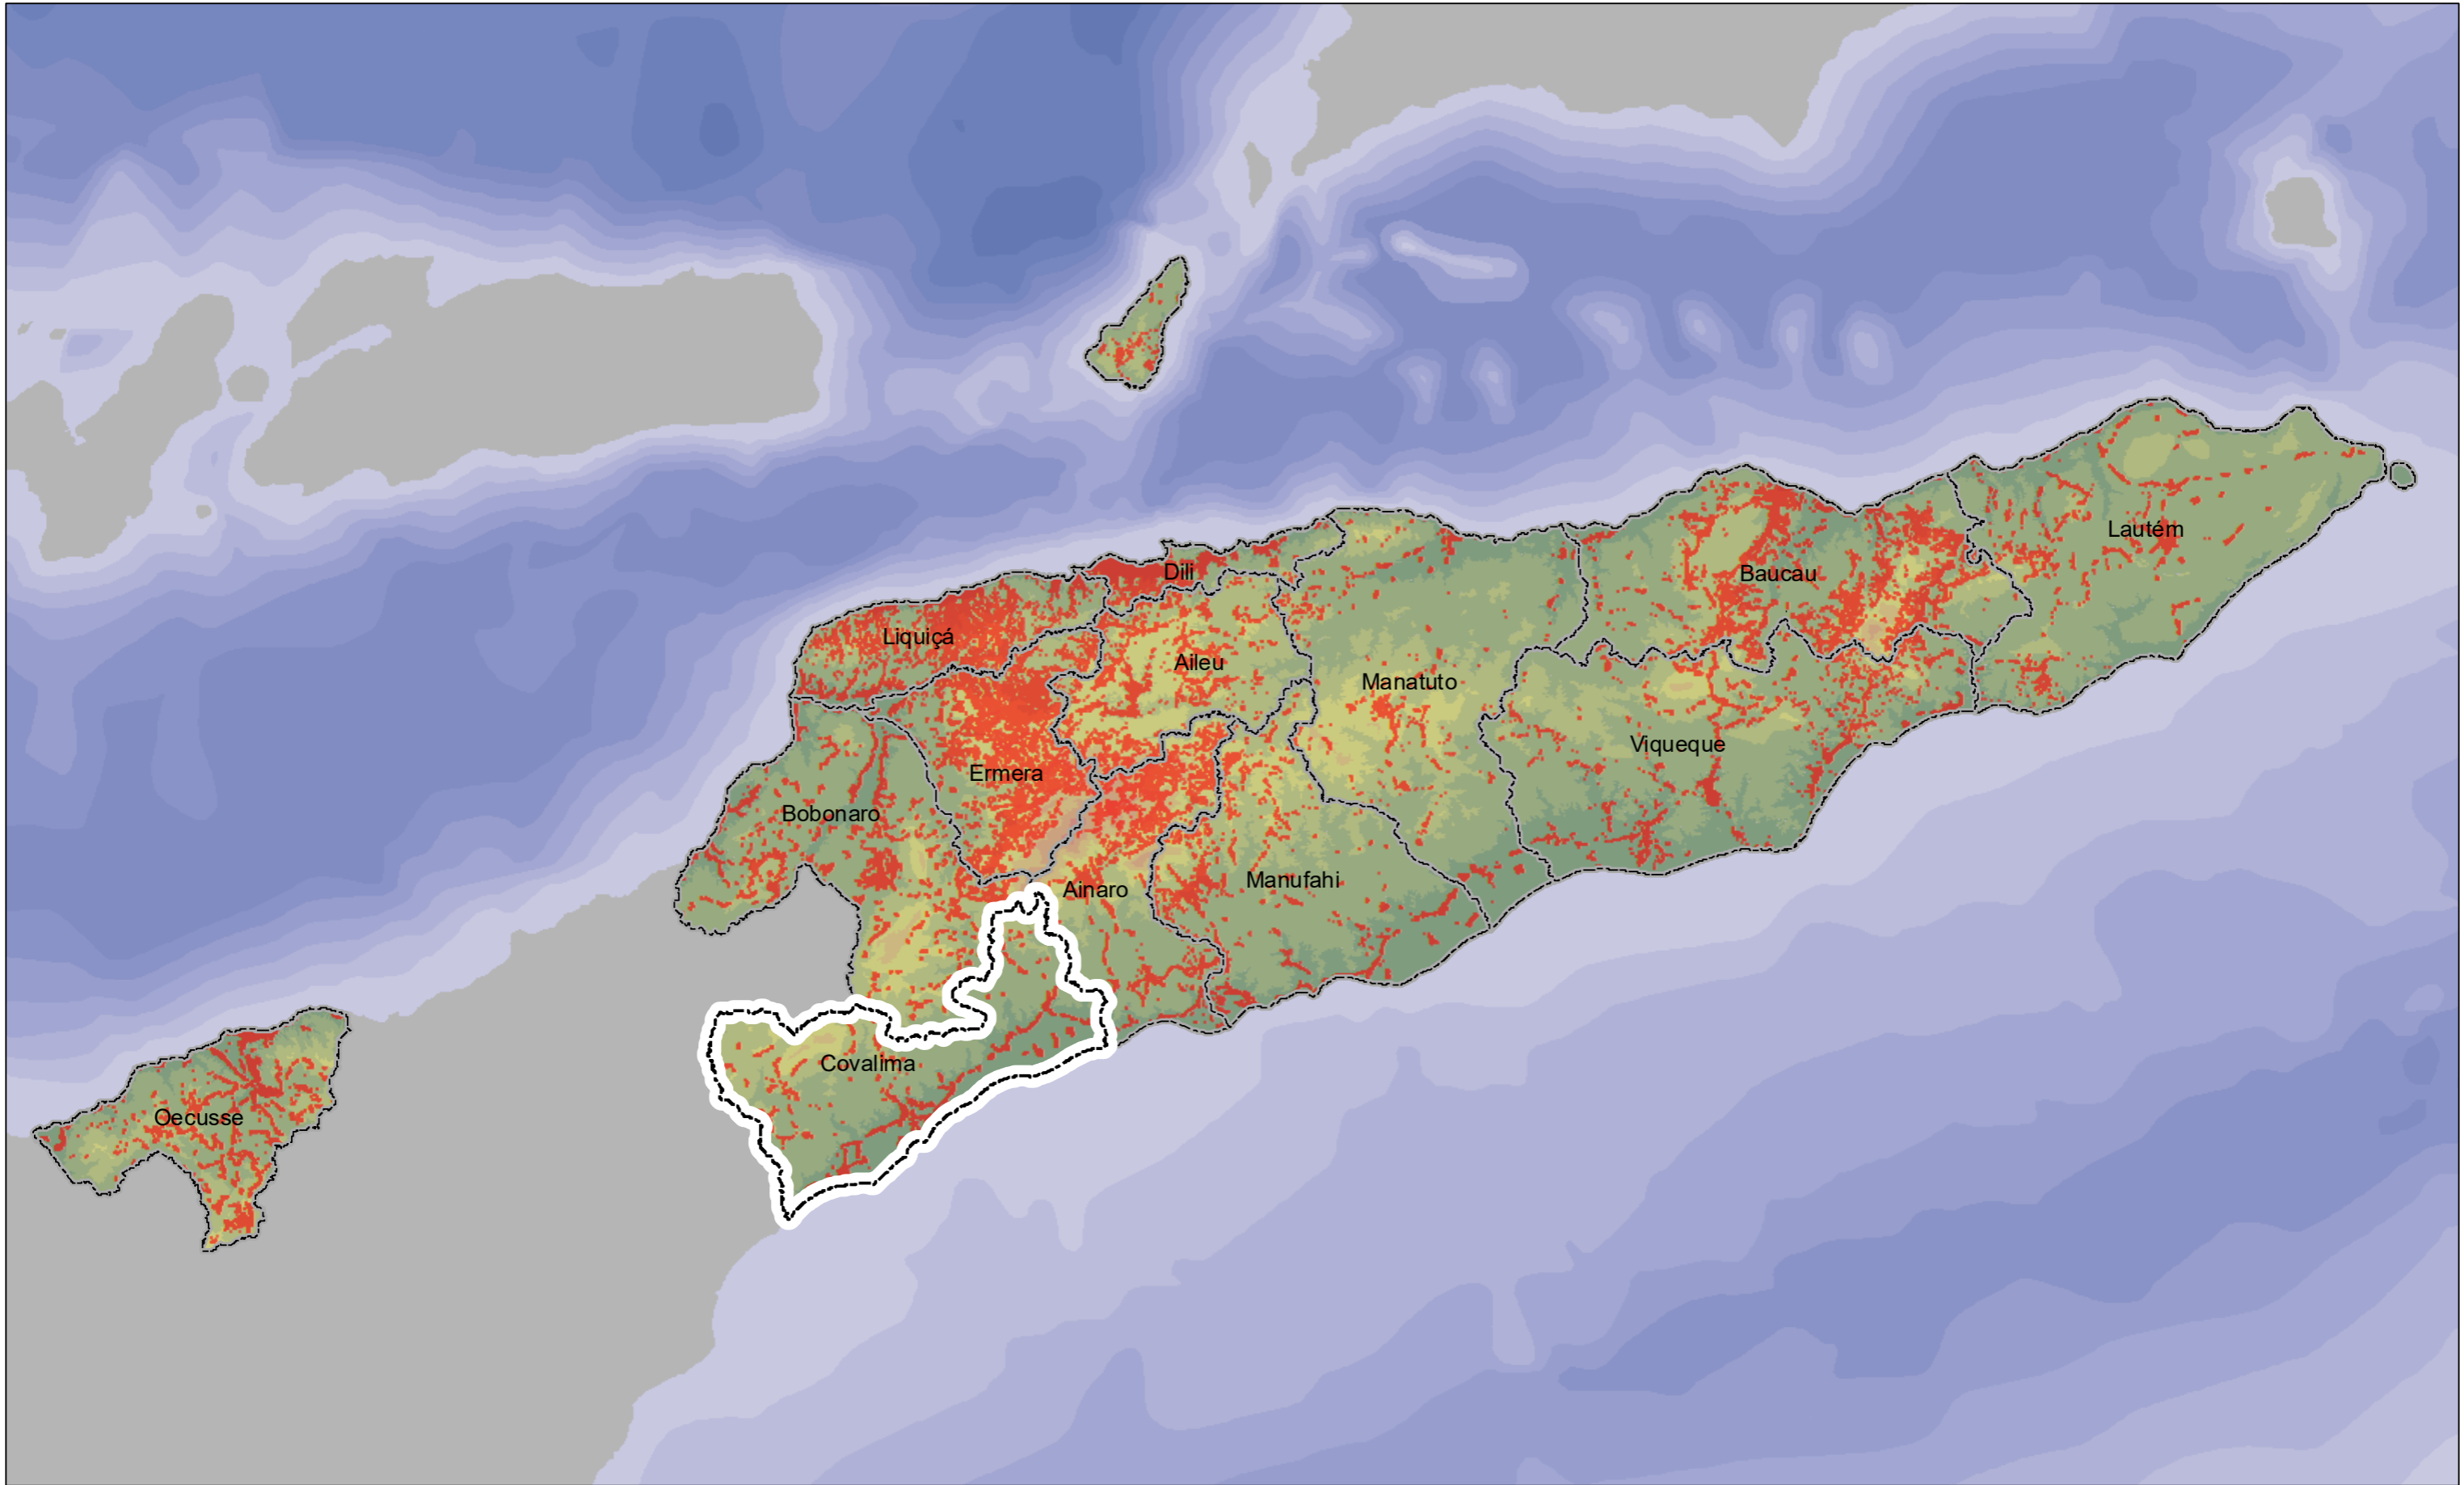 Lautém
Dili
Baucau
Liquiçá
Aileu
Manatuto
Viqueque
Ermera
Bobonaro
Manufahi
Ainaro
Covalima
Oecusse